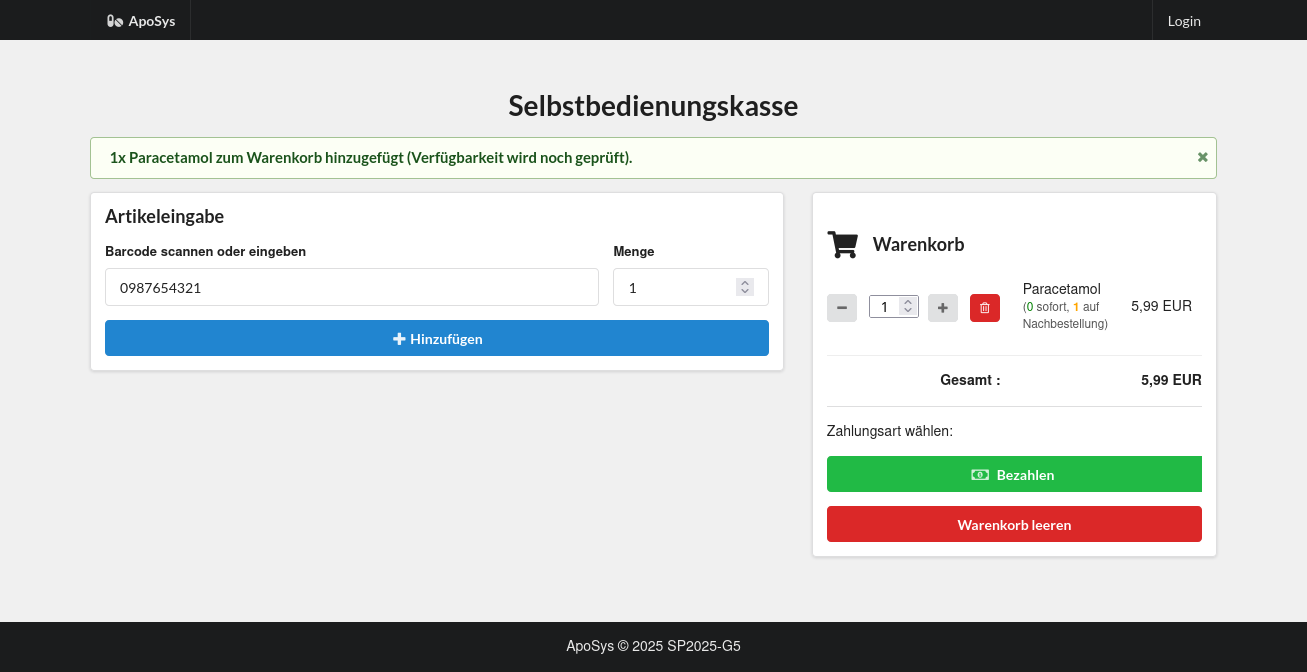 ApoSys
Login
Selbstbedienungskasse
1x Paracetamol zum Warenkorb hinzugefügt (Verfügbarkeit wird noch geprüft).
Artikeleingabe
Barcode scannen oder eingeben
Menge
0987654321
1
Hinzufügen
Warenkorb
1
Paracetamol
(0 sofort, 1 auf
Nachbestellung)
5,99 EUR
Gesamt :
5,99 EUR
Zahlungsart wählen:
Bezahlen
Warenkorb leeren
ApoSys © 2025 SP2025-G5